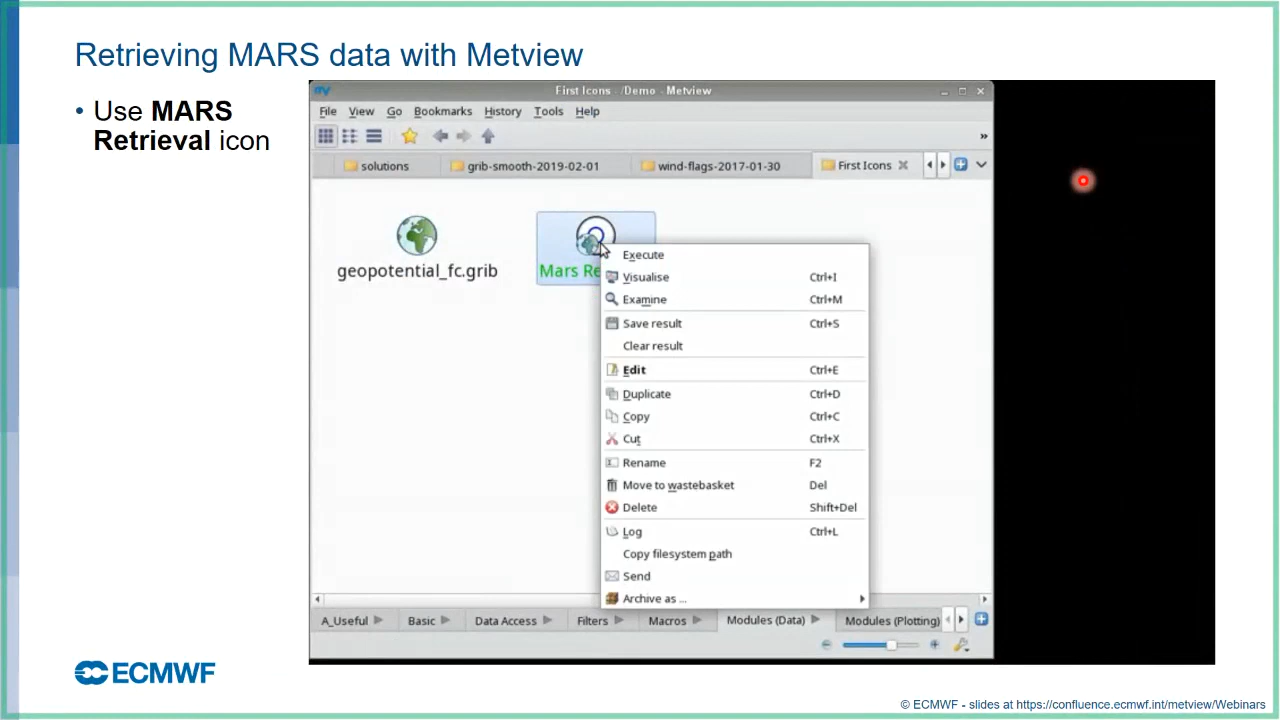 Retrieving MARS data with Metview
• Use MARS
Retrieval icon
First Icons - /Demo - Metview
File View Go Bookmarks History Tools Help
»
solutions grib-smooth-2019-02-01 wind-flags-2017-01-30 First Icons
geopotential_fc.grib
Mars Re
Execute
Visualise Ctrl+I
Examine Ctrl+M
Save result Ctrl+S
Clear result
Edit Ctrl+E
Duplicate Ctrl+D
Copy Ctrl+C
Cut Ctrl+X
Rename F2
Move to wastebasket Del
Delete Shift+Del
Log Ctrl+L
Copy filesystem path
Send
Archive as ...
A_Useful Basic Data Access Filters Macros Modules (Data) Modules (Plotting)
ECMWF
© ECMWF - slides at https://confluence.ecmwf.int/metview/Webinars